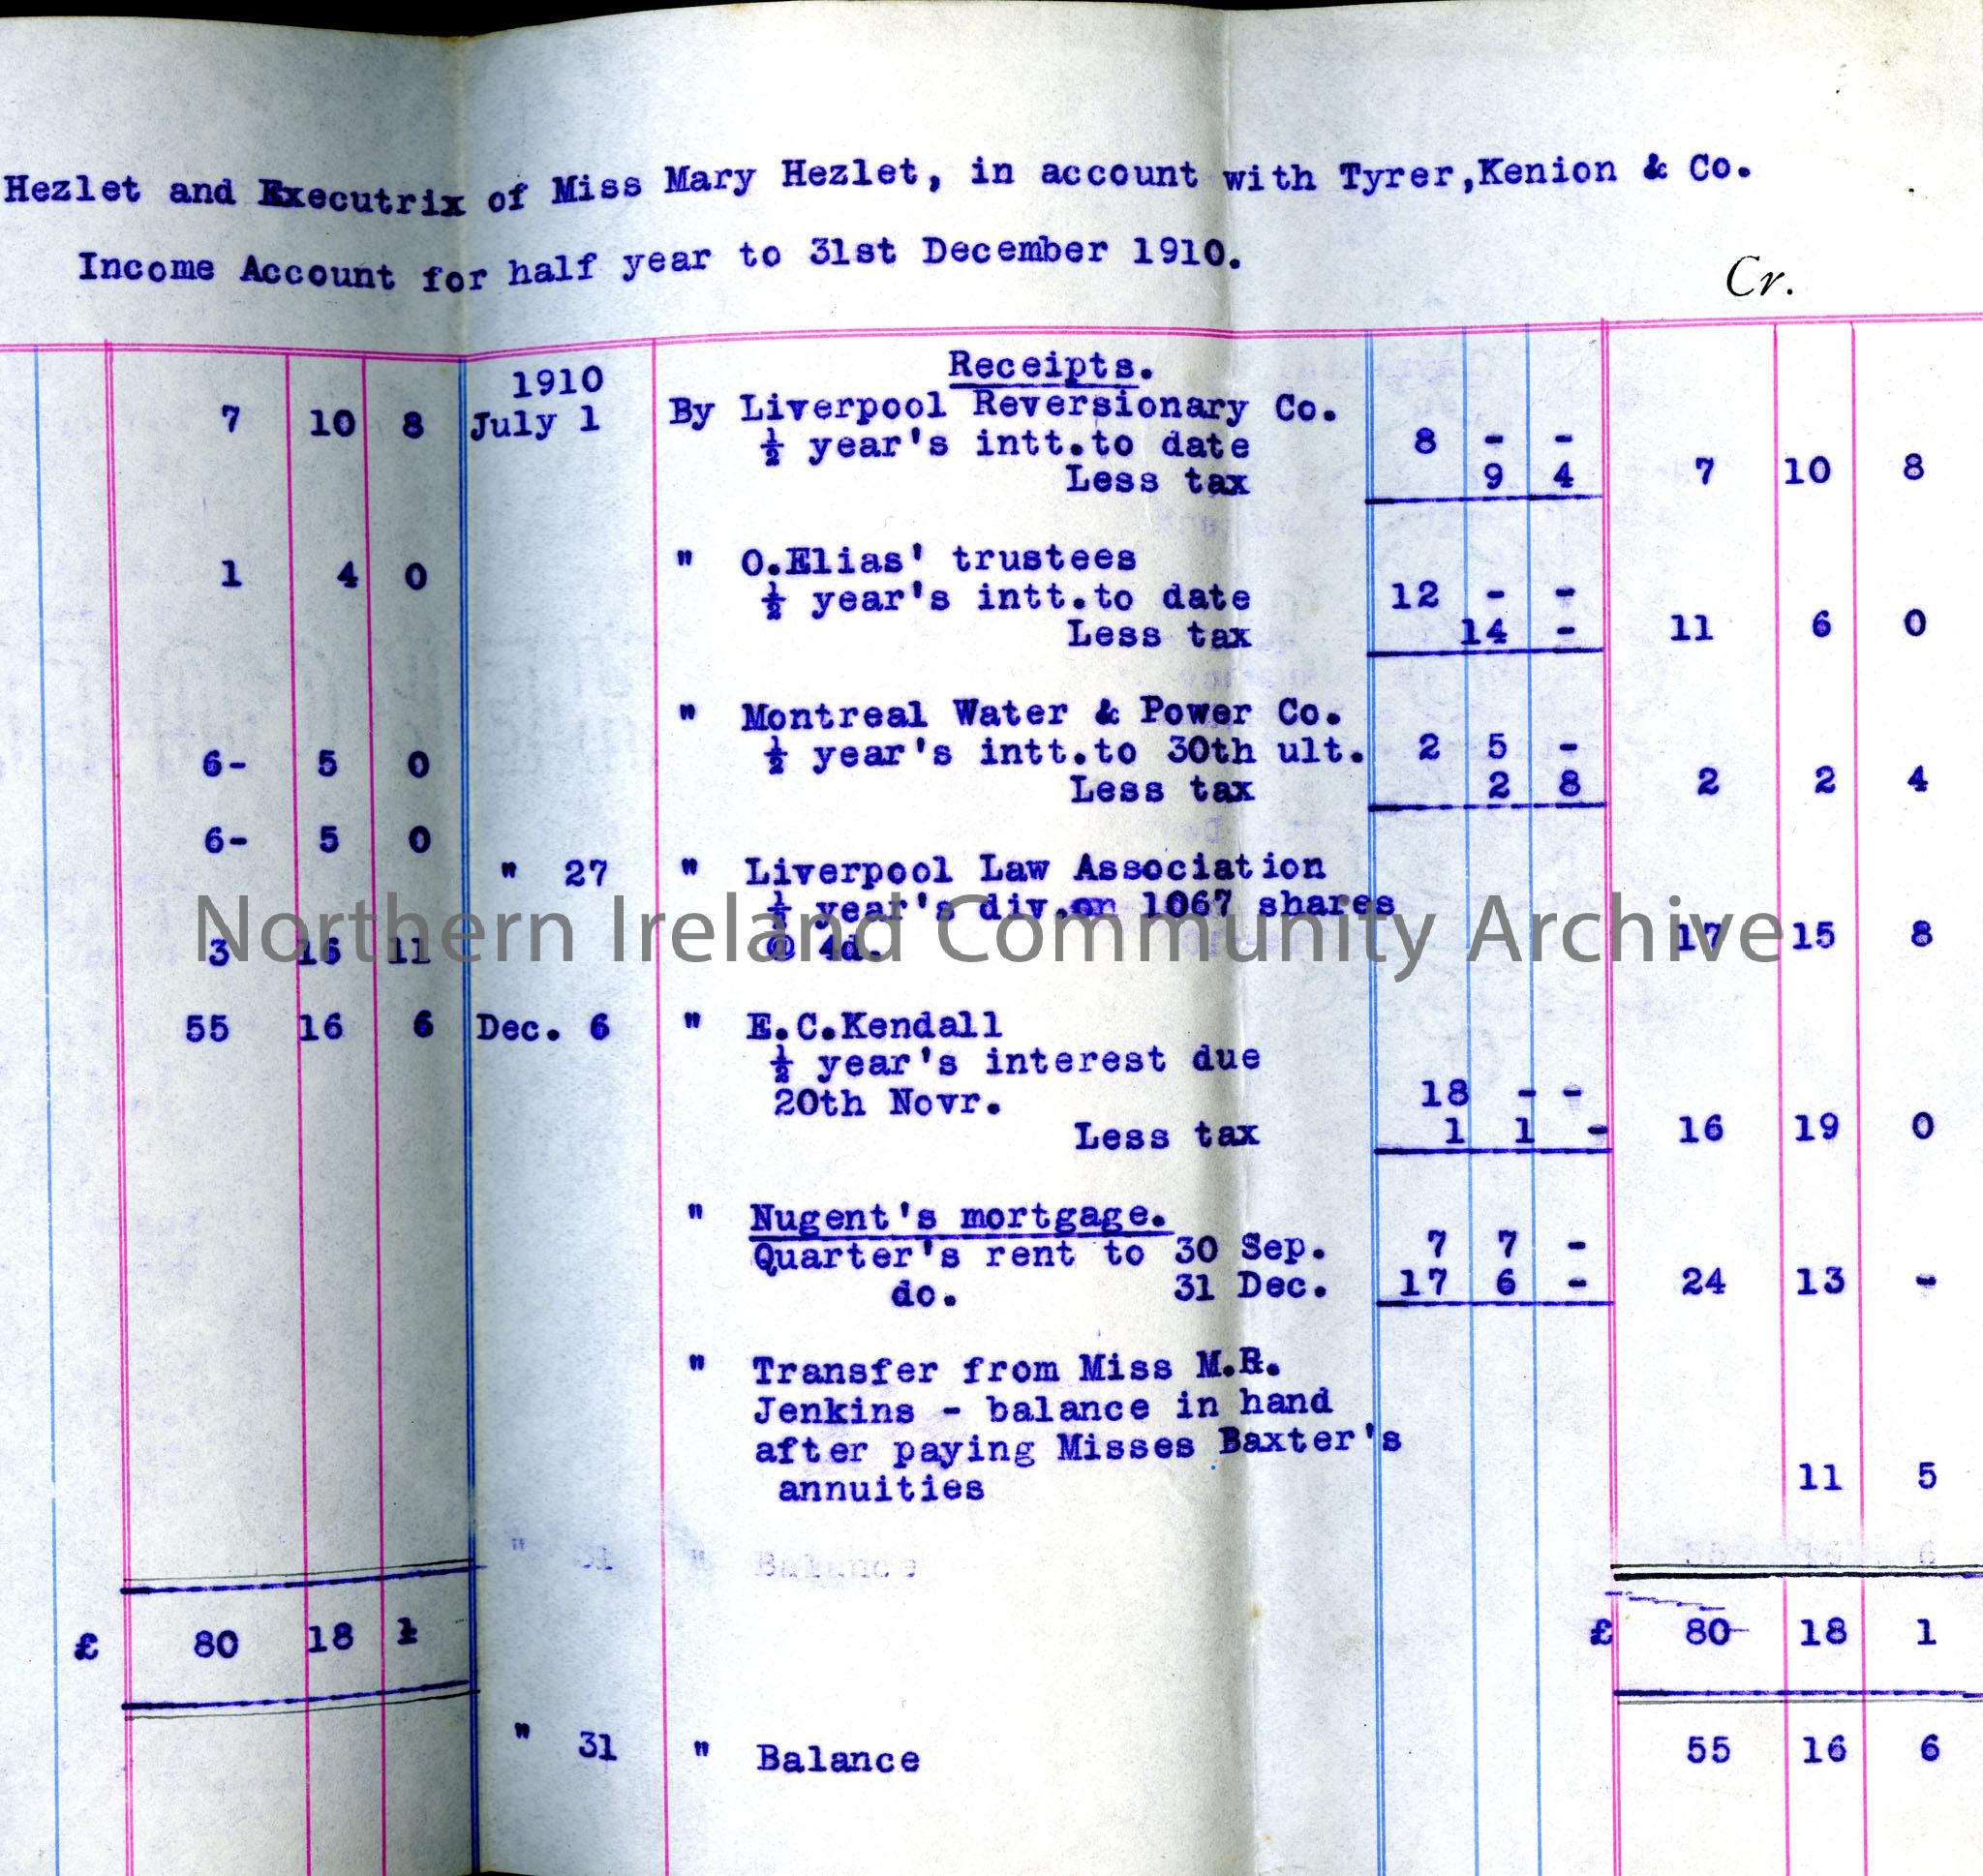 Hezlet and Executrix of Miss Mary Hezlet, in account with Tyrer,Kenion & Co.
Income Account for half year to 31st December 1910.
Cr.
7 10 8
1 4 0
6- 5 0
6- 5 0
3 16 11
55 16 6
£ 80 18 1
1910 Receipts.
July 1 By Liverpool Reversionary Co.
½ year's intt.to date 8 - -
Less tax 9 4 7 10 8
" O.Elias' trustees
½ year's intt.to date 12 - -
Less tax 14 - 11 6 0
" Montreal Water & Power Co.
½ year's intt.to 30th ult. 2 5 -
Less tax 2 8 2 2 4
" 27 " Liverpool Law Association
½ year's div.on 1067 shares
@ 4d. 17 15 8
Dec. 6 " E.C.Kendall
½ year's interest due
20th Novr. 18 - -
Less tax 1 1 - 16 19 0
" Nugent's mortgage.
Quarter's rent to 30 Sep. 7 7 -
do. 31 Dec. 17 6 - 24 13 -
" Transfer from Miss M.R.
Jenkins - balance in hand
after paying Misses Baxter's
annuities 11 5
" 31 " Balance
£ 80 18 1
" 31 " Balance 55 16 6
Northern Ireland Community Archive